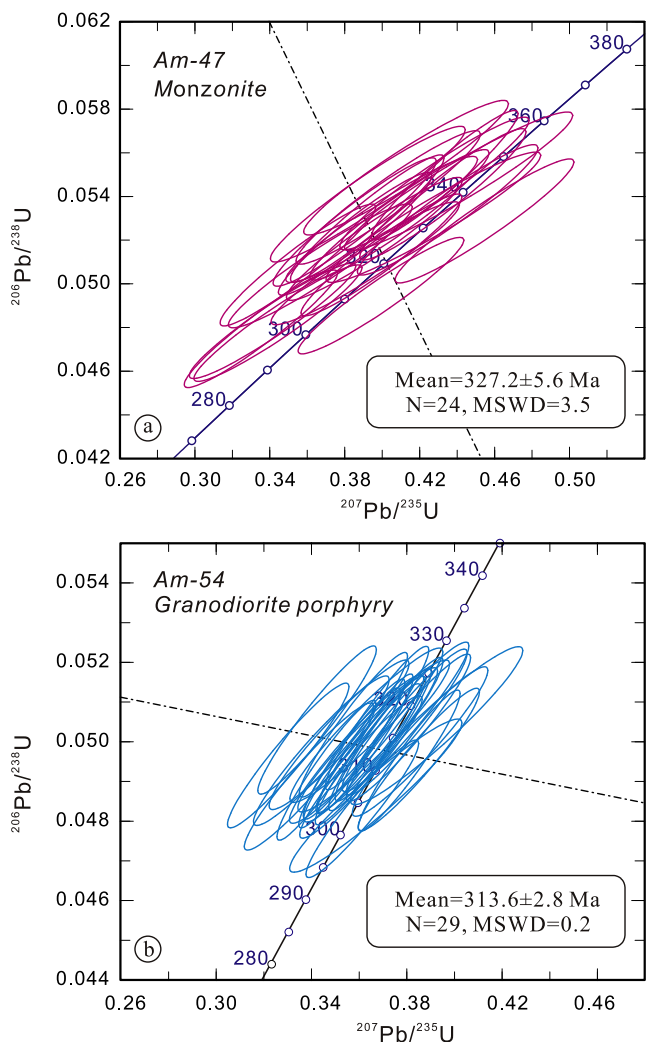 0.062
0.058
0.054
0.050
0.046
0.042
²⁰⁶Pb/²³⁸U
Am-47
Monzonite
380
360
340
320
300
280
Mean=327.2±5.6 Ma
N=24, MSWD=3.5
a
0.26 0.30 0.34 0.38 0.42 0.46 0.50
²⁰⁷Pb/²³⁵U
0.054
0.052
0.050
0.048
0.046
0.044
²⁰⁶Pb/²³⁸U
Am-54
Granodiorite porphyry
340
330
320
310
300
290
280
Mean=313.6±2.8 Ma
N=29, MSWD=0.2
b
0.26 0.30 0.34 0.38 0.42 0.46
²⁰⁷Pb/²³⁵U